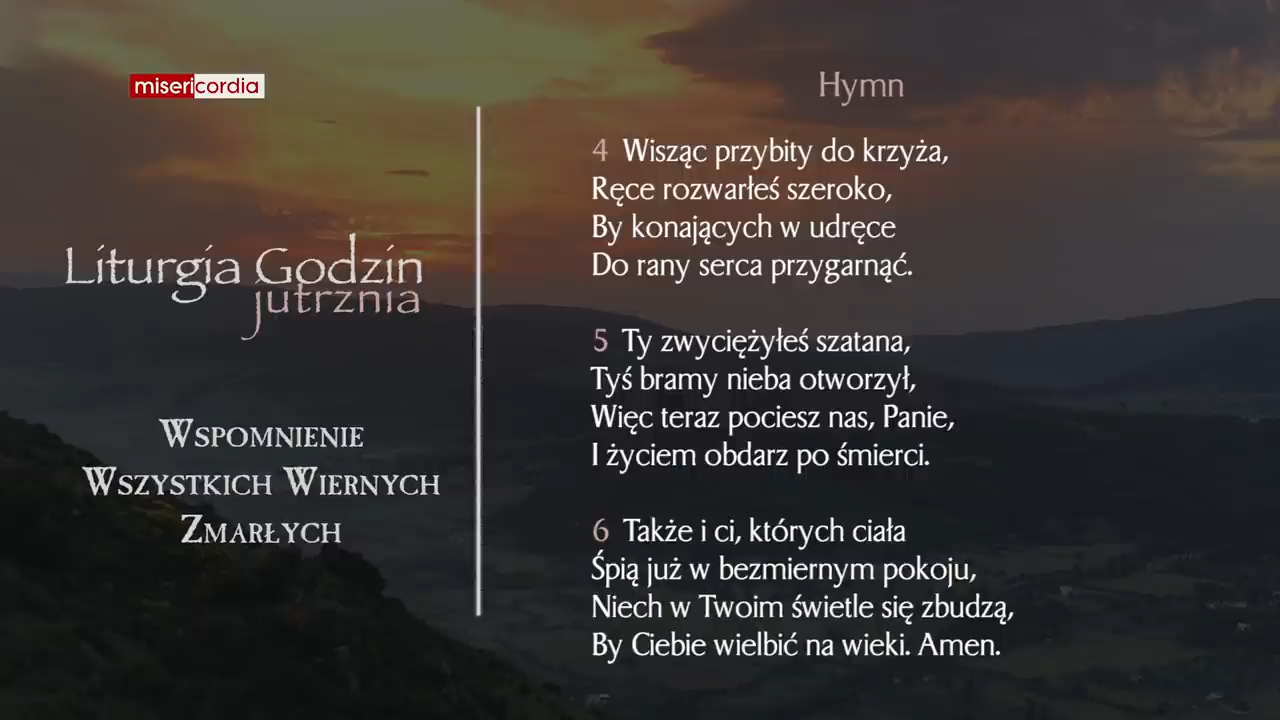 misericordia
Liturgia Godzin
jutrznia
Wspomnienie
Wszystkich Wiernych
Zmarłych
Hymn
4 Wisząc przybity do krzyża,
Ręce rozwarłeś szeroko,
By konających w udręce
Do rany serca przygarnąć.
5 Ty zwyciężyłeś szatana,
Tyś bramy nieba otworzył,
Więc teraz pociesz nas, Panie,
I życiem obdarz po śmierci.
6 Także i ci, których ciała
Śpią już w bezmiernym pokoju,
Niech w Twoim świetle się zbudzą,
By Ciebie wielbić na wieki. Amen.